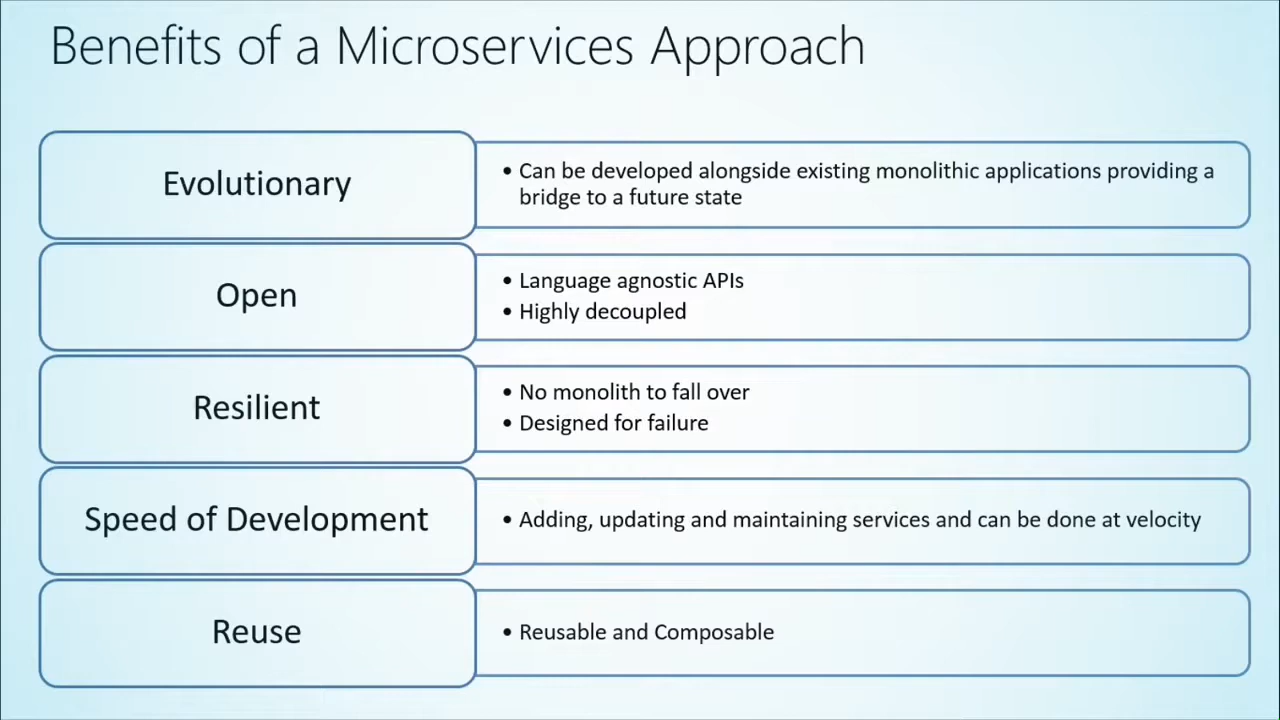 Benefits of a Microservices Approach
Evolutionary
• Can be developed alongside existing monolithic applications providing a
bridge to a future state
Open
• Language agnostic APIs
• Highly decoupled
Resilient
• No monolith to fall over
• Designed for failure
Speed of Development
• Adding, updating and maintaining services and can be done at velocity
Reuse
• Reusable and Composable